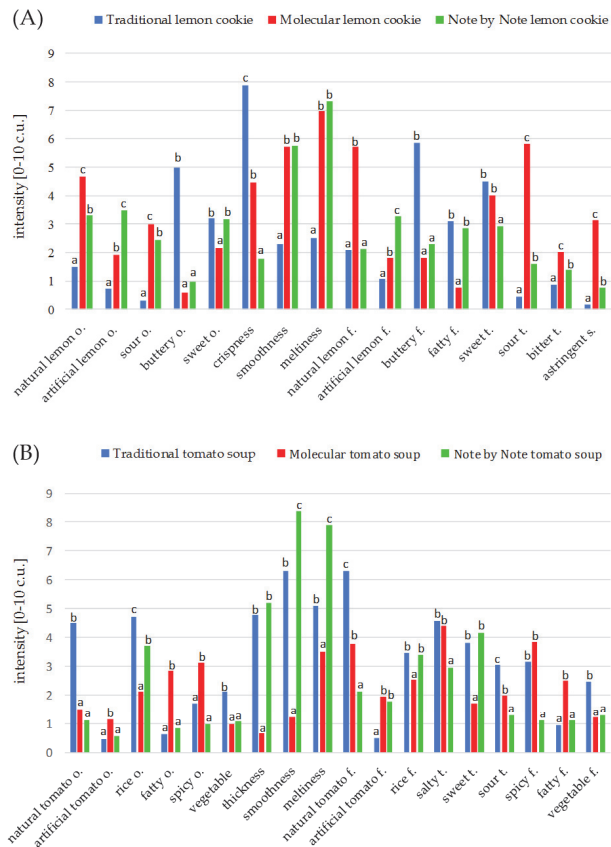 (A)
Traditional lemon cookie Molecular lemon cookie Note by Note lemon cookie
intensity [0-10 c.u.]
9
8
7
6
5
4
3
2
1
0
a c b a b c a c b b a a b a b c b a a b b a b b a b a a b c b a a b a b b b a a c b a c b a c b
natural lemon o.
artificial lemon o.
sour o.
buttery o.
sweet o.
crispness
smoothness
meltiness
natural lemon f.
artificial lemon f.
buttery f.
fatty f.
sweet t.
sour t.
bitter t.
astringent s.
(B)
Traditional tomato soup Molecular tomato soup Note by Note tomato soup
intensity [0-10 c.u.]
9
8
7
6
5
4
3
2
1
0
b a a a b a c a b a b a a b a b a a b a b b a c b a c c b a a b b b a b b b a b a b c b a b b a a b a b a a
natural tomato o.
artificial tomato o.
rice o.
fatty o.
spicy o.
vegetable
thickness
smoothness
meltiness
natural tomato f.
artificial tomato f.
rice f.
salty t.
sweet t.
sour t.
spicy f.
fatty f.
vegetable f.